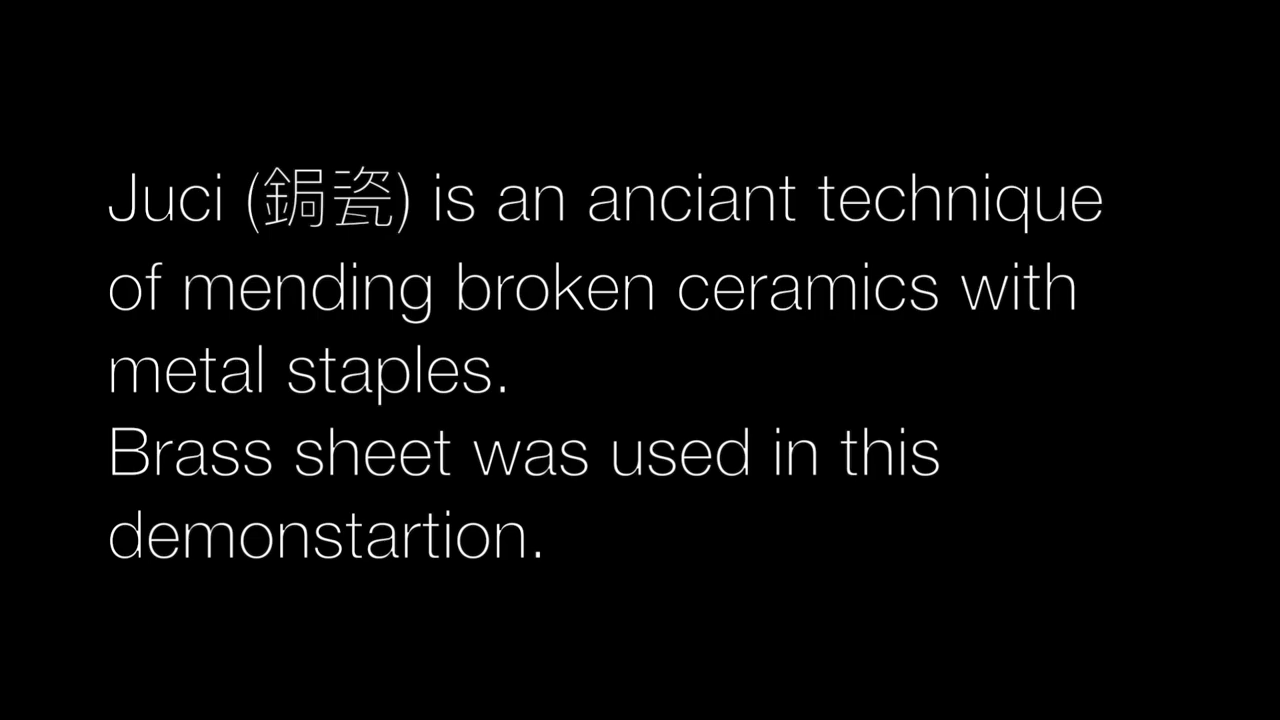 Juci (鋦瓷) is an anciant technique
of mending broken ceramics with
metal staples.
Brass sheet was used in this
demonstartion.